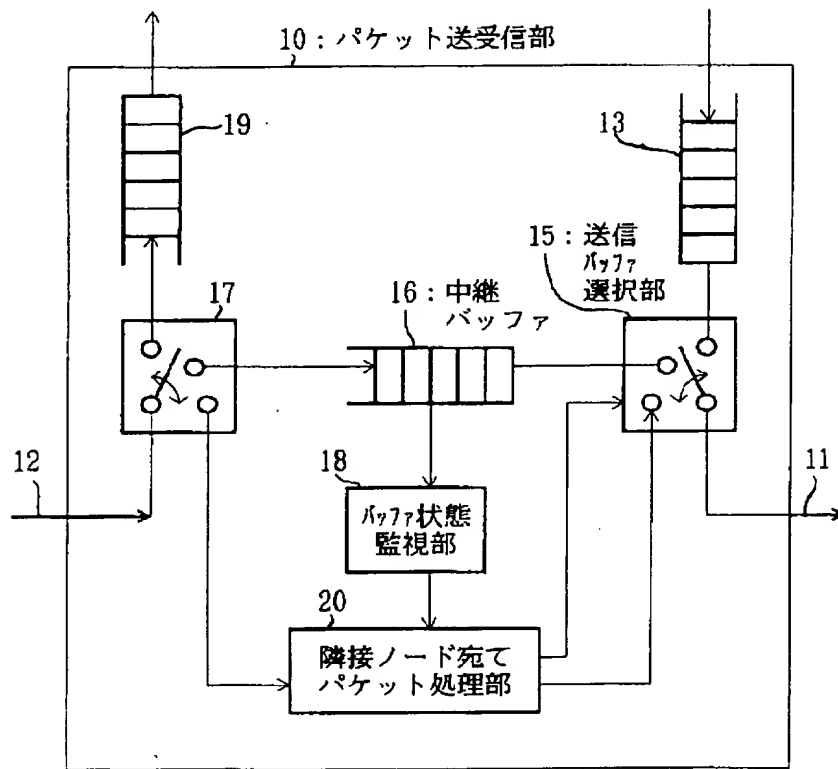 10:パケット送受信部
19
13
15:送信
バッファ
選択部
17
16:中継
バッファ
12
11
18
バッファ状態
監視部
20
隣接ノード宛て
パケット処理部